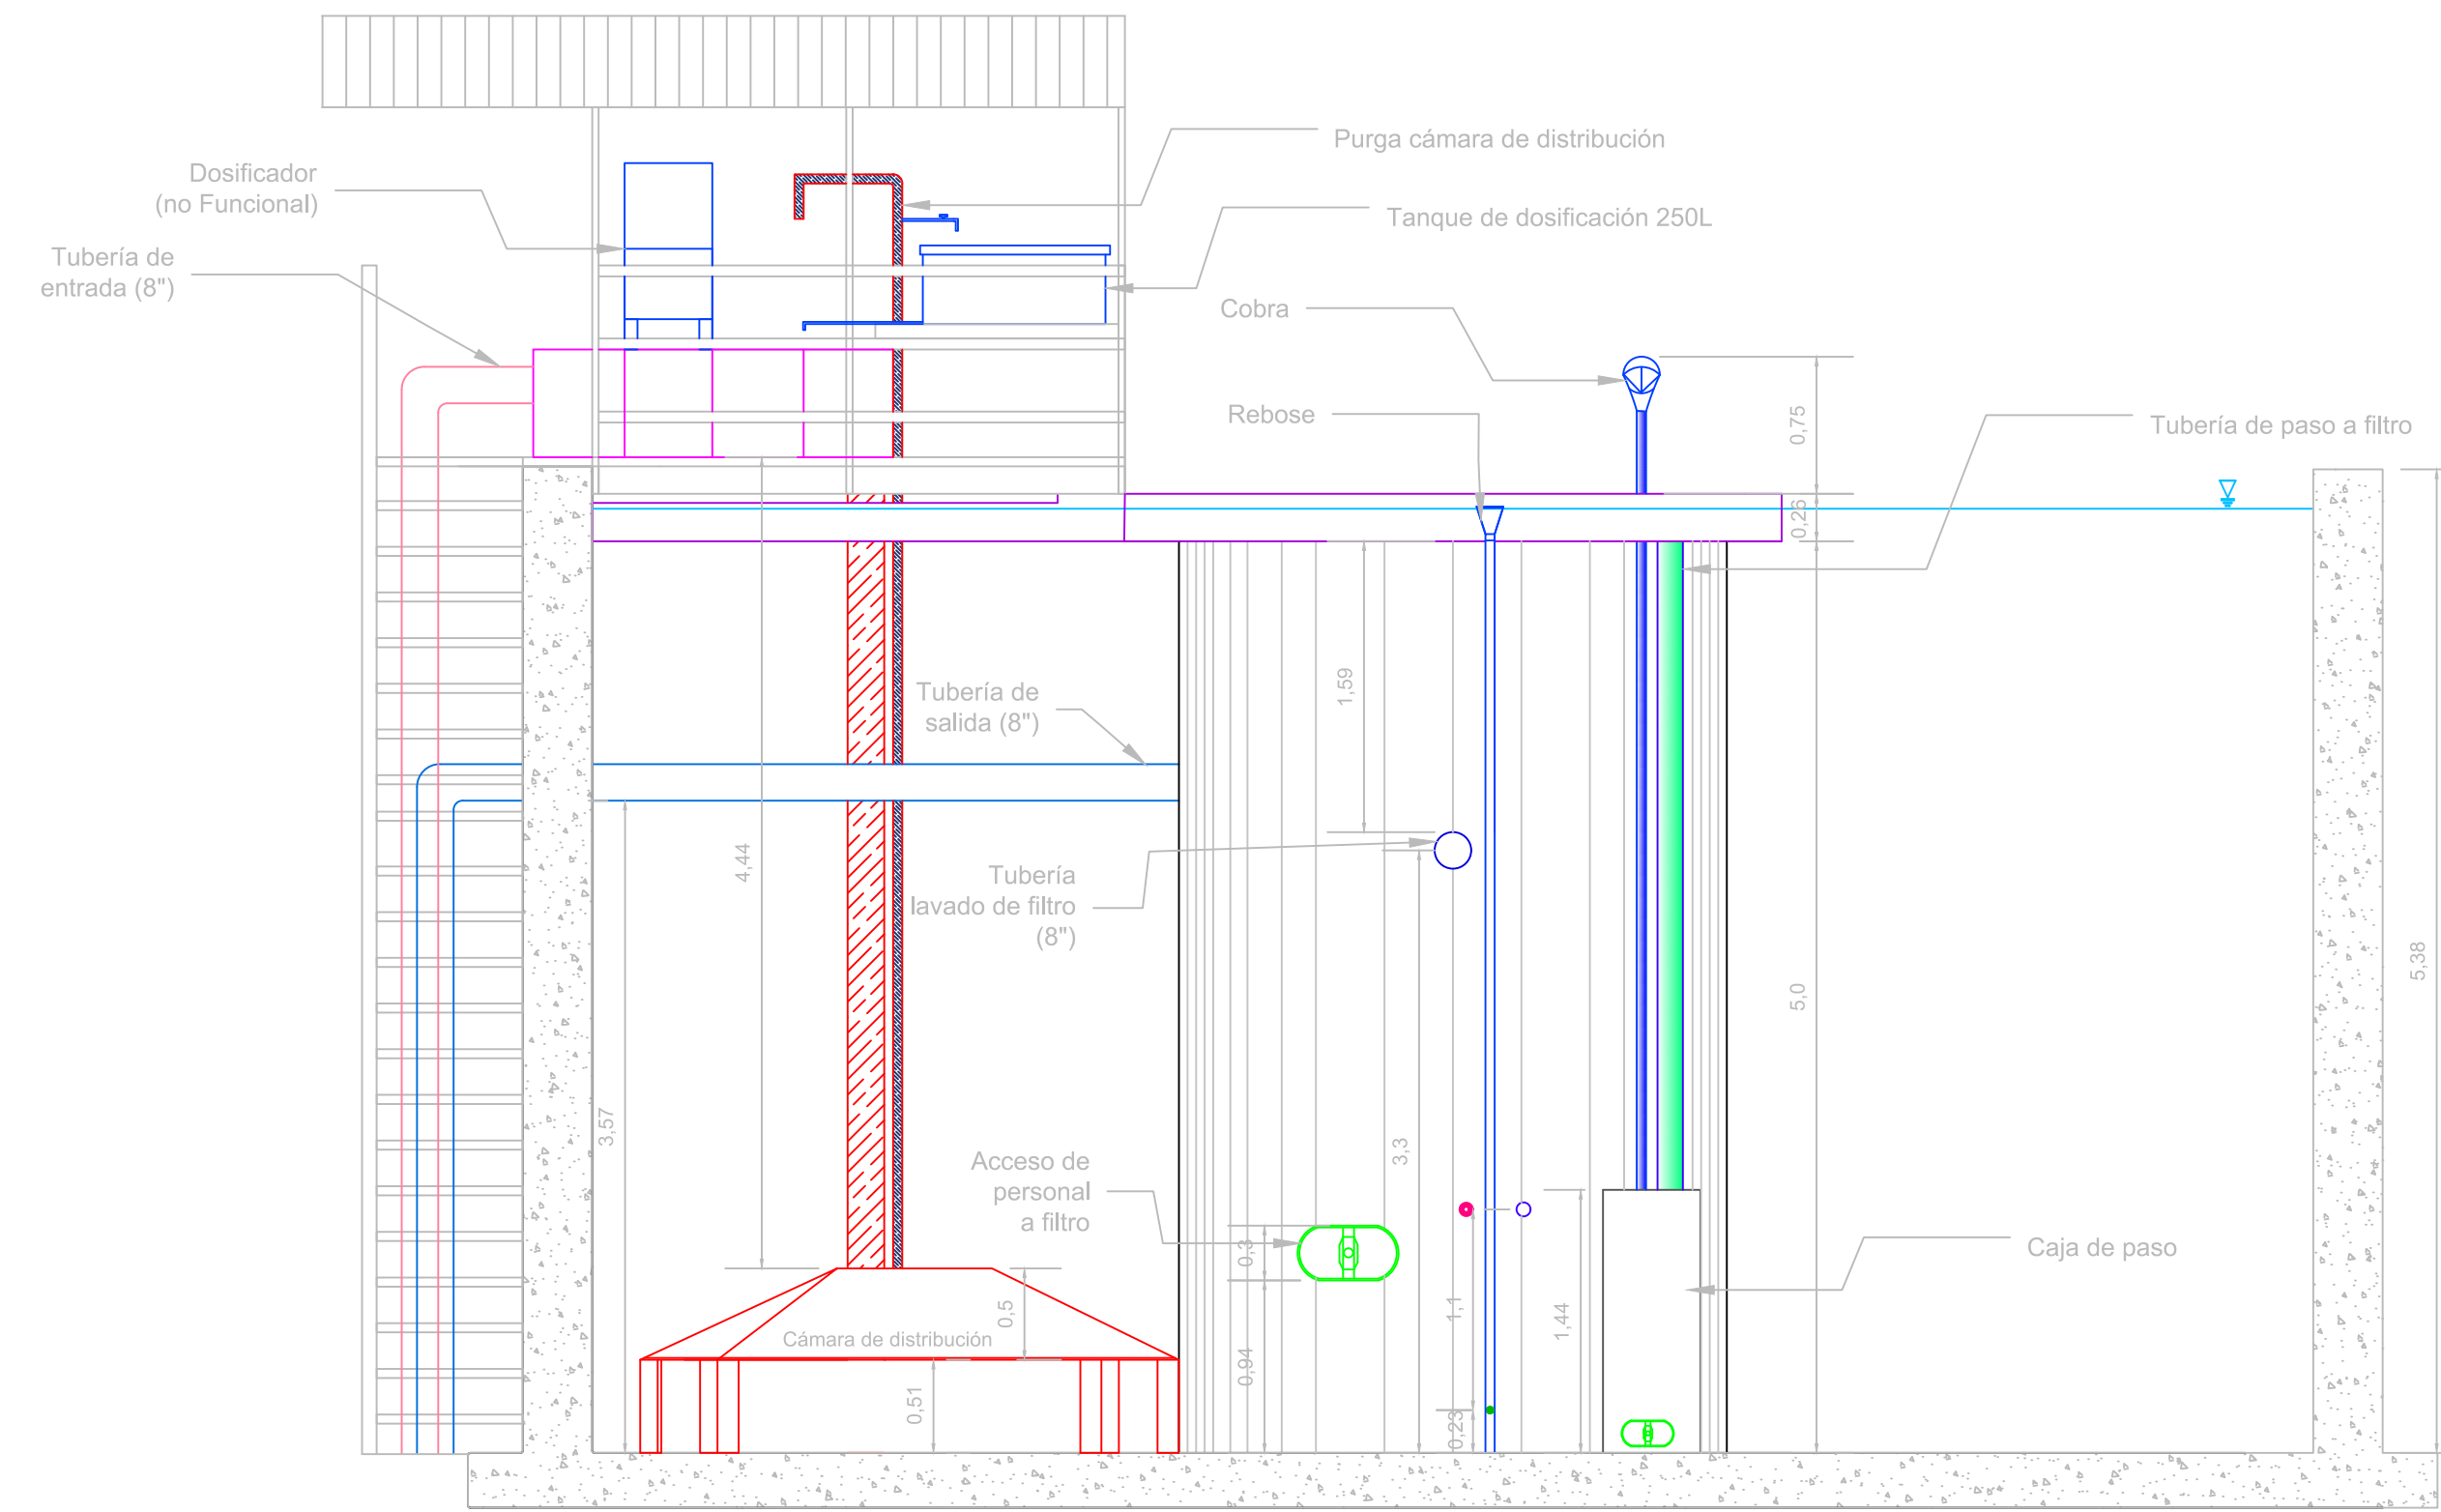 Purga cámara de distribución
Dosificador
(no Funcional)
Tanque de dosificación 250L
Tubería de
entrada (8")
Cobra
Rebose
0,75
Tubería de paso a filtro
0,26
1,59
Tubería de
salida (8")
4,44
Tubería
lavado de filtro
(8")
5,38
5,0
3,57
3,3
Acceso de
personal
a filtro
0,3
Caja de paso
0,5
1,1
1,44
Cámara de distribución
0,94
0,51
0,23